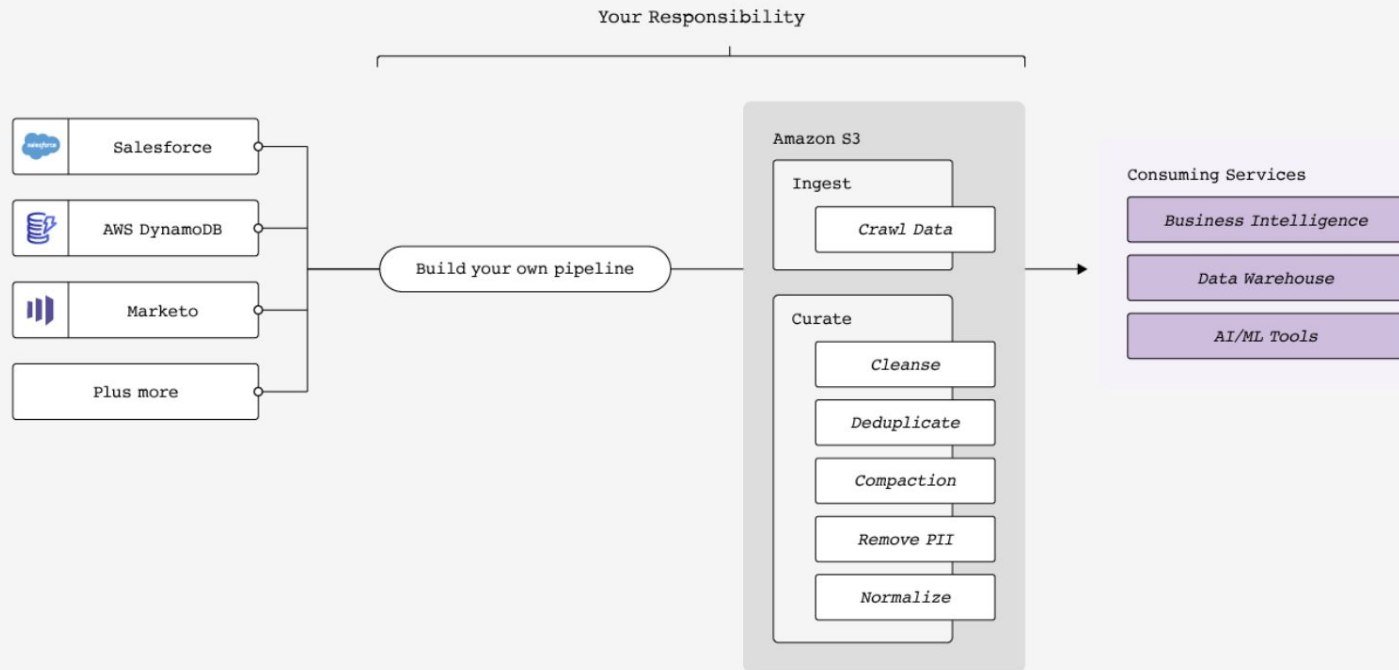 Your Responsibility
salesforce
Salesforce
AWS DynamoDB
Marketo
Plus more
Build your own pipeline
Amazon S3
Ingest
Crawl Data
Curate
Cleanse
Deduplicate
Compaction
Remove PII
Normalize
Consuming Services
Business Intelligence
Data Warehouse
AI/ML Tools